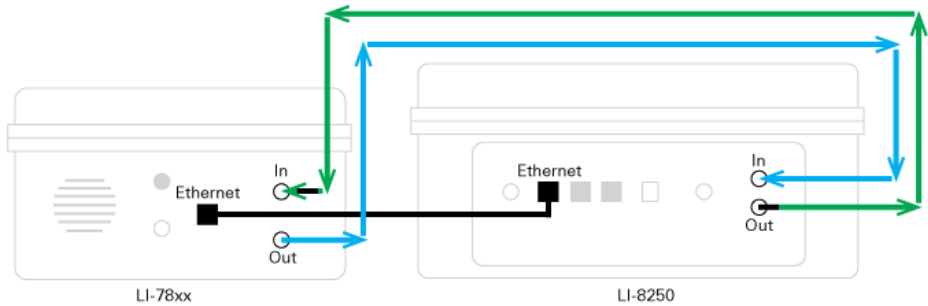 Ethernet
In
Out
Ethernet
In
Out
LI-78xx
LI-8250